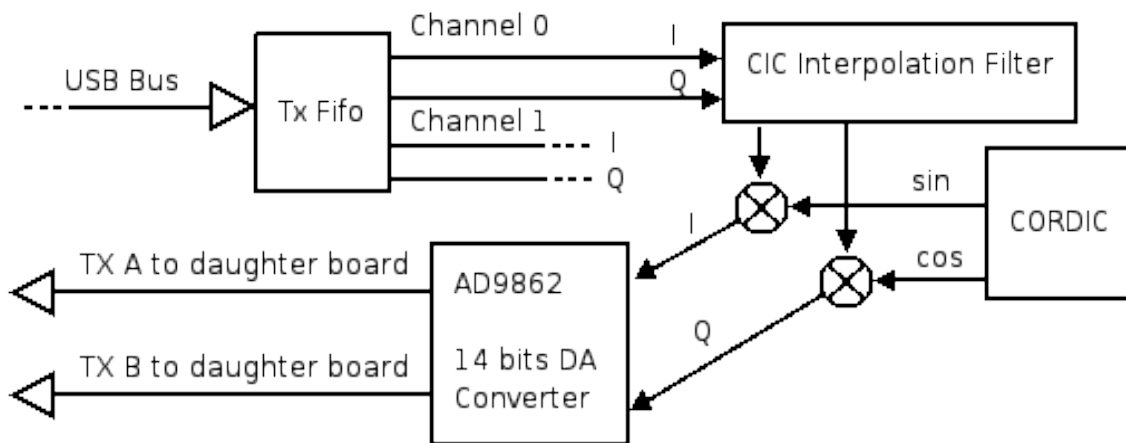 Channel 0
I
USB Bus
Q
CIC Interpolation Filter
Tx Fifo
Channel 1
I
Q
sin
CORDIC
I
cos
TX A to daughter board
AD9862
Q
TX B to daughter board
14 bits DA
Converter